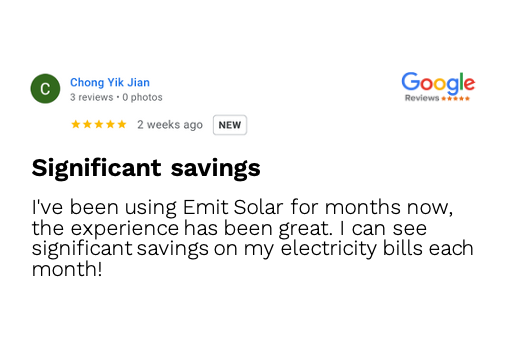 C
Chong Yik Jian
3 reviews • 0 photos
Google
Reviews ★★★★★
★★★★★ 2 weeks ago NEW
Significant savings
I've been using Emit Solar for months now,
the experience has been great. I can see
significant savings on my electricity bills each
month!